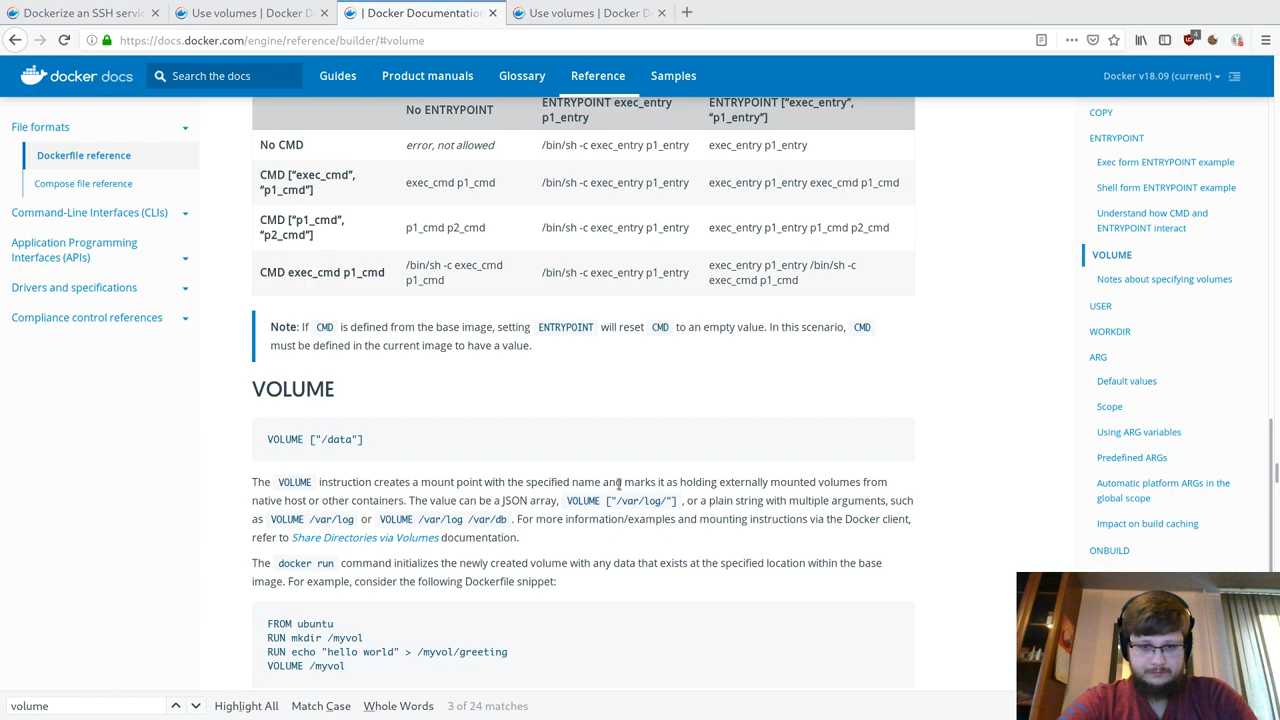 Dockerize an SSH servic
Use volumes | Docker D
| Docker Documentation
Use volumes | Docker D
https://docs.docker.com/engine/reference/builder/#volume
4
docker docs
Search the docs
Guides
Product manuals
Glossary
Reference
Samples
Docker v18.09 (current)
File formats
Dockerfile reference
Compose file reference
Command-Line Interfaces (CLIs)
Application Programming
Interfaces (APIs)
Drivers and specifications
Compliance control references
No ENTRYPOINT
ENTRYPOINT exec_entry
p1_entry
ENTRYPOINT [“exec_entry”,
“p1_entry”]
No CMD
error, not allowed
/bin/sh -c exec_entry p1_entry
exec_entry p1_entry
CMD [“exec_cmd”,
“p1_cmd”]
exec_cmd p1_cmd
/bin/sh -c exec_entry p1_entry
exec_entry p1_entry exec_cmd p1_cmd
CMD [“p1_cmd”,
“p2_cmd”]
p1_cmd p2_cmd
/bin/sh -c exec_entry p1_entry
exec_entry p1_entry p1_cmd p2_cmd
CMD exec_cmd p1_cmd
/bin/sh -c exec_cmd
p1_cmd
/bin/sh -c exec_entry p1_entry
exec_entry p1_entry /bin/sh -c
exec_cmd p1_cmd
Note: If CMD is defined from the base image, setting ENTRYPOINT will reset CMD to an empty value. In this scenario, CMD
must be defined in the current image to have a value.
VOLUME
VOLUME ["/data"]
The VOLUME instruction creates a mount point with the specified name and marks it as holding externally mounted volumes from
native host or other containers. The value can be a JSON array, VOLUME ["/var/log/"] , or a plain string with multiple arguments, such
as VOLUME /var/log or VOLUME /var/log /var/db . For more information/examples and mounting instructions via the Docker client,
refer to Share Directories via Volumes documentation.
The docker run command initializes the newly created volume with any data that exists at the specified location within the base
image. For example, consider the following Dockerfile snippet:
FROM ubuntu
RUN mkdir /myvol
RUN echo "hello world" > /myvol/greeting
VOLUME /myvol
COPY
ENTRYPOINT
Exec form ENTRYPOINT example
Shell form ENTRYPOINT example
Understand how CMD and
ENTRYPOINT interact
VOLUME
Notes about specifying volumes
USER
WORKDIR
ARG
Default values
Scope
Using ARG variables
Predefined ARGs
Automatic platform ARGs in the
global scope
Impact on build caching
ONBUILD
volume
Highlight All
Match Case
Whole Words
3 of 24 matches